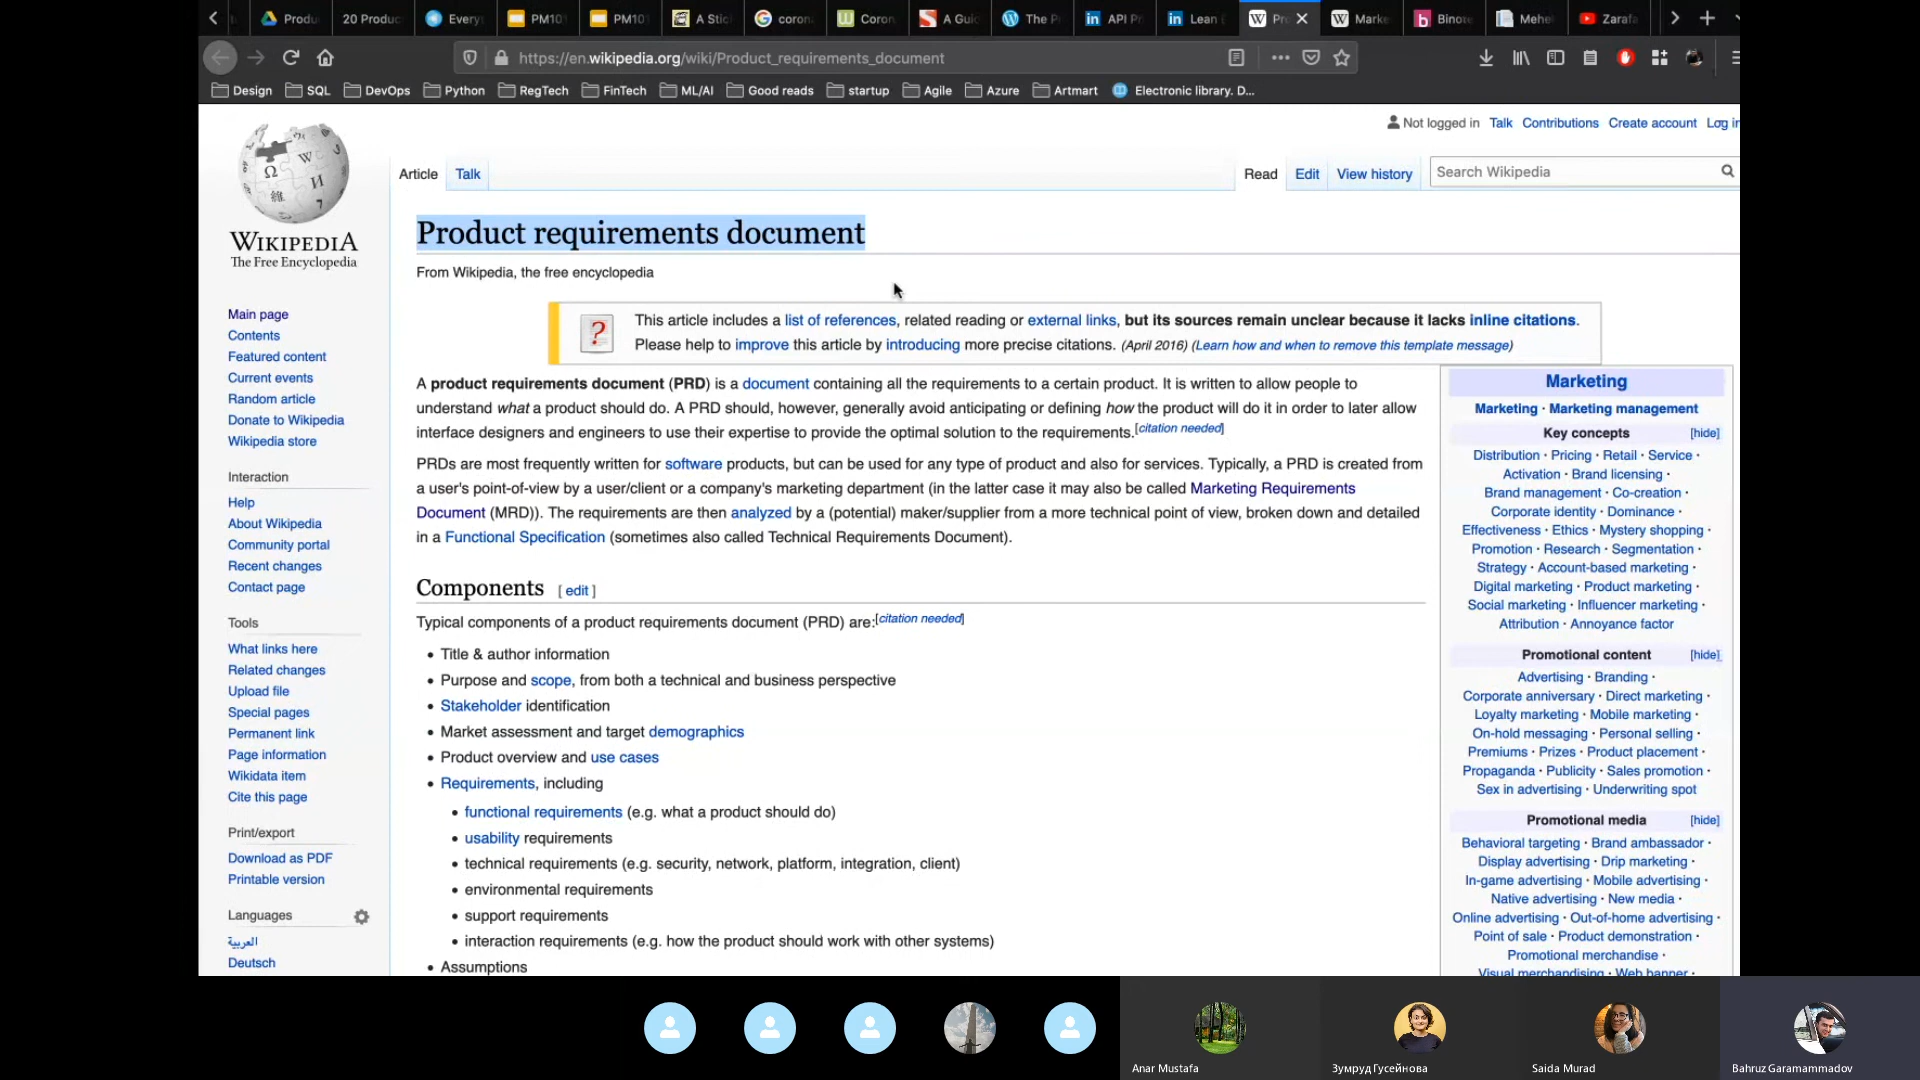 Produ
20 Produc
Every
PM10
PM10
A Stic
coron
Coron
A Guid
The P
API Pr
Lean
Pr
Marke
Binote
Mehe
Zarafa
https://en.wikipedia.org/wiki/Product_requirements_document
Design SQL DevOps Python RegTech FinTech ML/AI Good reads startup Agile Azure Artmart Electronic library. D...
Not logged in Talk Contributions Create account Log in
Article Talk Read Edit View history Search Wikipedia
WIKIPEDIA
The Free Encyclopedia
Main page
Contents
Featured content
Current events
Random article
Donate to Wikipedia
Wikipedia store
Interaction
Help
About Wikipedia
Community portal
Recent changes
Contact page
Tools
What links here
Related changes
Upload file
Special pages
Permanent link
Page information
Wikidata item
Cite this page
Print/export
Download as PDF
Printable version
Languages
العربية
Deutsch
Product requirements document
From Wikipedia, the free encyclopedia
This article includes a list of references, related reading or external links, but its sources remain unclear because it lacks inline citations.
Please help to improve this article by introducing more precise citations. (April 2016) (Learn how and when to remove this template message)
A product requirements document (PRD) is a document containing all the requirements to a certain product. It is written to allow people to
understand what a product should do. A PRD should, however, generally avoid anticipating or defining how the product will do it in order to later allow
interface designers and engineers to use their expertise to provide the optimal solution to the requirements.[citation needed]
PRDs are most frequently written for software products, but can be used for any type of product and also for services. Typically, a PRD is created from
a user's point-of-view by a user/client or a company's marketing department (in the latter case it may also be called Marketing Requirements
Document (MRD)). The requirements are then analyzed by a (potential) maker/supplier from a more technical point of view, broken down and detailed
in a Functional Specification (sometimes also called Technical Requirements Document).
Components [ edit ]
Typical components of a product requirements document (PRD) are:[citation needed]
• Title & author information
• Purpose and scope, from both a technical and business perspective
• Stakeholder identification
• Market assessment and target demographics
• Product overview and use cases
• Requirements, including
• functional requirements (e.g. what a product should do)
• usability requirements
• technical requirements (e.g. security, network, platform, integration, client)
• environmental requirements
• support requirements
• interaction requirements (e.g. how the product should work with other systems)
• Assumptions
Marketing
Marketing · Marketing management
Key concepts [hide]
Distribution · Pricing · Retail · Service ·
Activation · Brand licensing ·
Brand management · Co-creation ·
Corporate identity · Dominance ·
Effectiveness · Ethics · Mystery shopping ·
Promotion · Research · Segmentation ·
Strategy · Account-based marketing ·
Digital marketing · Product marketing ·
Social marketing · Influencer marketing ·
Attribution · Annoyance factor
Promotional content [hide]
Advertising · Branding ·
Corporate anniversary · Direct marketing ·
Loyalty marketing · Mobile marketing ·
On-hold messaging · Personal selling ·
Premiums · Prizes · Product placement ·
Propaganda · Publicity · Sales promotion ·
Sex in advertising · Underwriting spot
Promotional media [hide]
Behavioral targeting · Brand ambassador ·
Display advertising · Drip marketing ·
In-game advertising · Mobile advertising ·
Native advertising · New media ·
Online advertising · Out-of-home advertising ·
Point of sale · Product demonstration ·
Promotional merchandise ·
Visual merchandising · Web banner ·
Anar Mustafa
Зумруд Гусейнова
Saida Murad
Bahruz Garamammadov